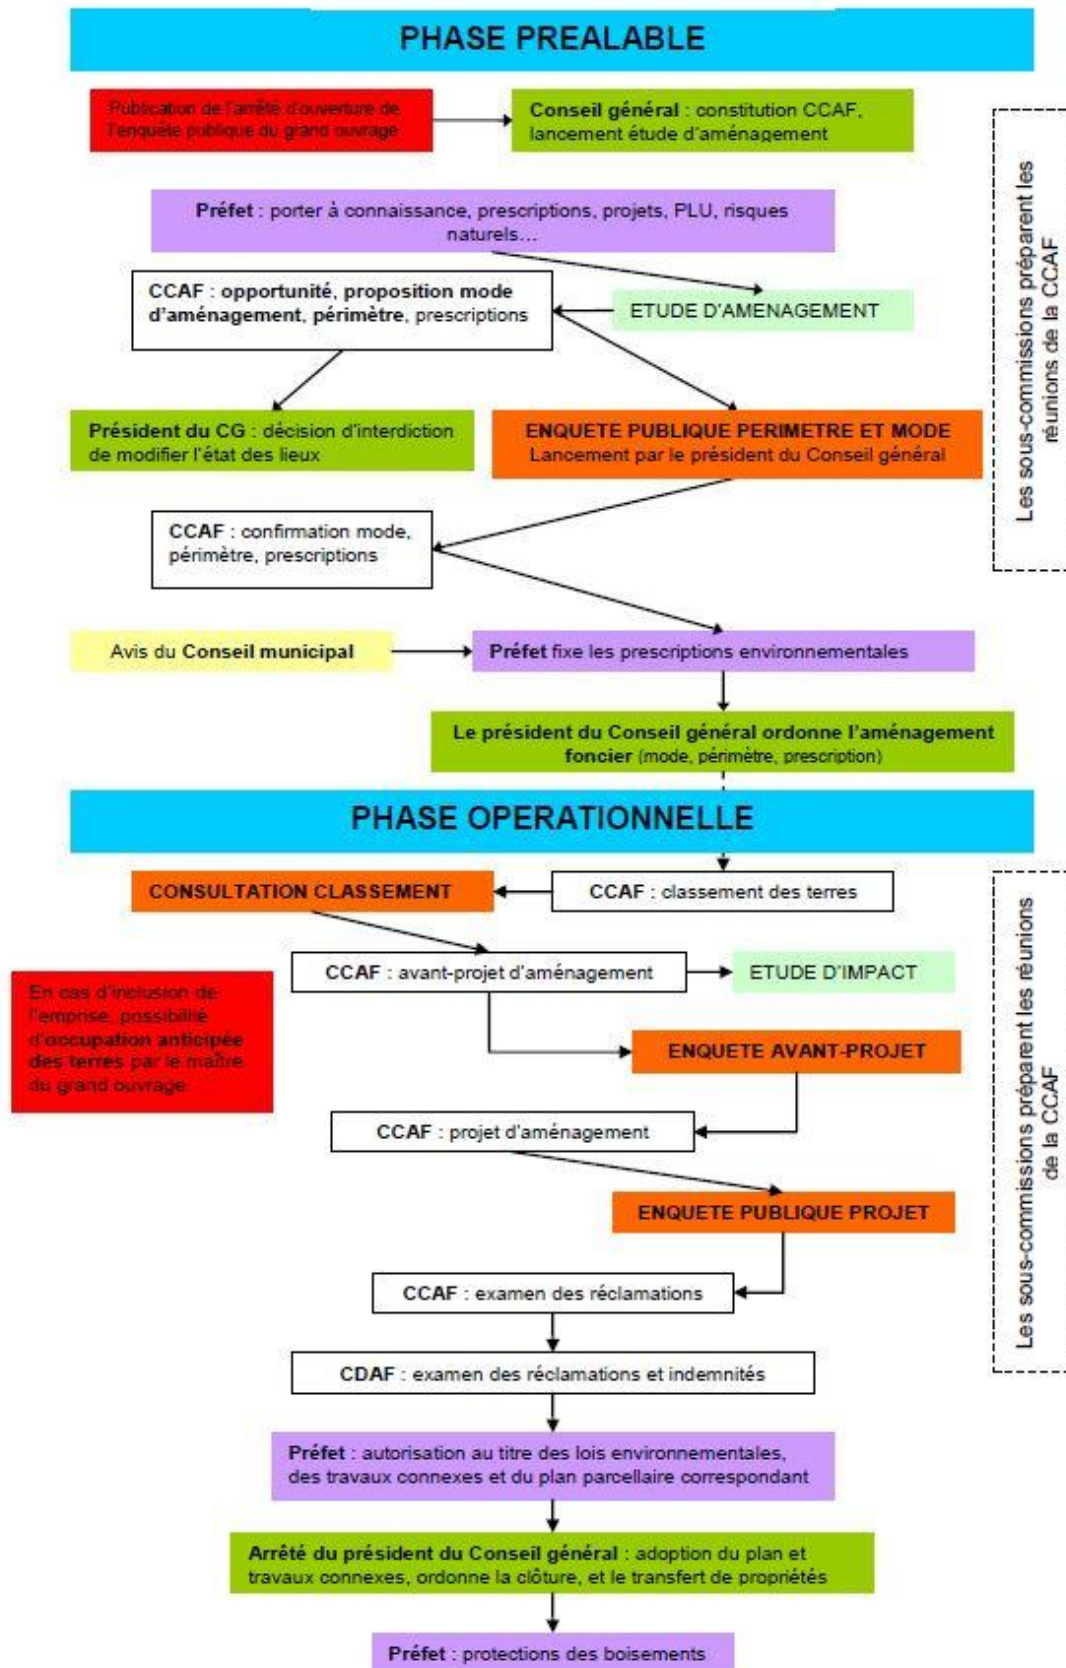 PHASE PREALABLE
Publication de l'arrêté d'ouverture de
l'enquête publique du grand ouvrage
Conseil général : constitution CCAF,
lancement étude d'aménagement
Préfet : porter à connaissance, prescriptions, projets, PLU, risques
naturels…
CCAF : opportunité, proposition mode
d'aménagement, périmètre, prescriptions
ETUDE D'AMENAGEMENT
Président du CG : décision d'interdiction
de modifier l'état des lieux
ENQUETE PUBLIQUE PERIMETRE ET MODE
Lancement par le président du Conseil général
CCAF : confirmation mode,
périmètre, prescriptions
Avis du Conseil municipal
Préfet fixe les prescriptions environnementales
Le président du Conseil général ordonne l'aménagement
foncier (mode, périmètre, prescription)
Les sous-commissions préparent les
réunions de la CCAF
PHASE OPERATIONNELLE
CONSULTATION CLASSEMENT
CCAF : classement des terres
CCAF : avant-projet d'aménagement
ETUDE D'IMPACT
En cas d'inclusion de
l'emprise, possibilité
d'occupation anticipée
des terres par le maître
du grand ouvrage
ENQUETE AVANT-PROJET
CCAF : projet d'aménagement
ENQUETE PUBLIQUE PROJET
CCAF : examen des réclamations
CDAF : examen des réclamations et indemnités
Préfet : autorisation au titre des lois environnementales,
des travaux connexes et du plan parcellaire correspondant
Arrêté du président du Conseil général : adoption du plan et
travaux connexes, ordonne la clôture, et le transfert de propriétés
Préfet : protections des boisements
Les sous-commissions préparent les réunions
de la CCAF